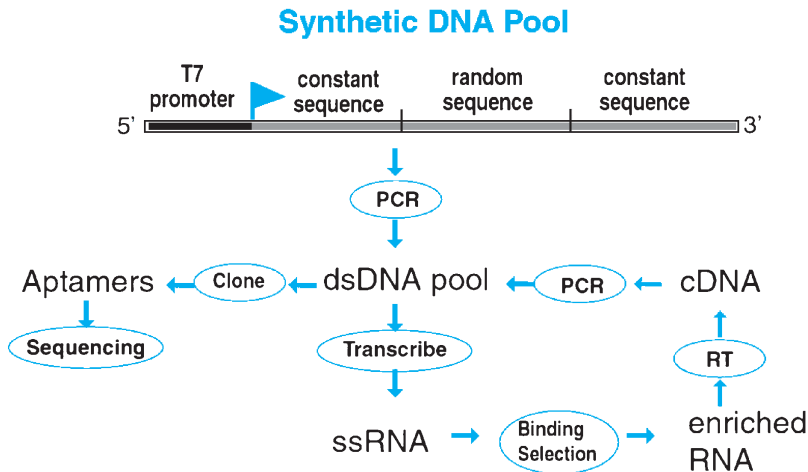 Synthetic DNA Pool
T7
promoter
constant
sequence
random
sequence
constant
sequence
5’
3’
PCR
Aptamers
Clone
dsDNA pool
PCR
cDNA
Sequencing
Transcribe
RT
ssRNA
Binding
Selection
enriched
RNA